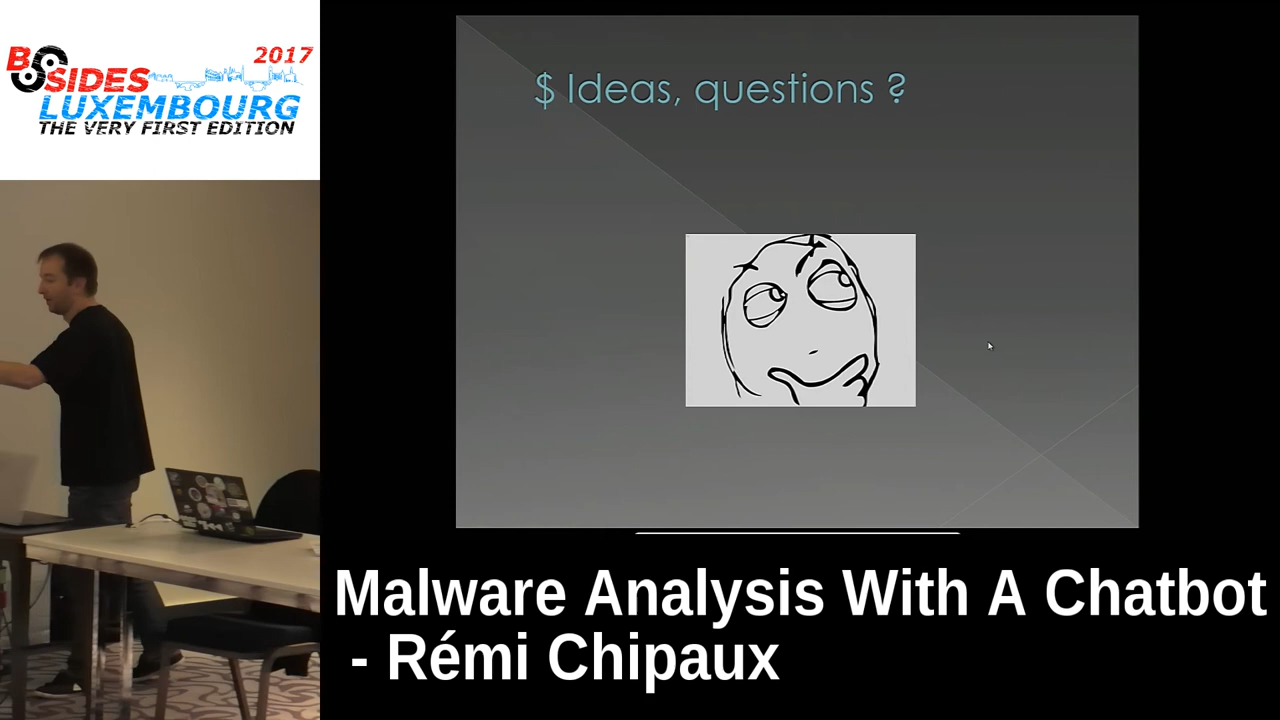 2017
BSIDES
LUXEMBOURG
THE VERY FIRST EDITION
$ Ideas, questions ?
Malware Analysis With A Chatbot
- Rémi Chipaux